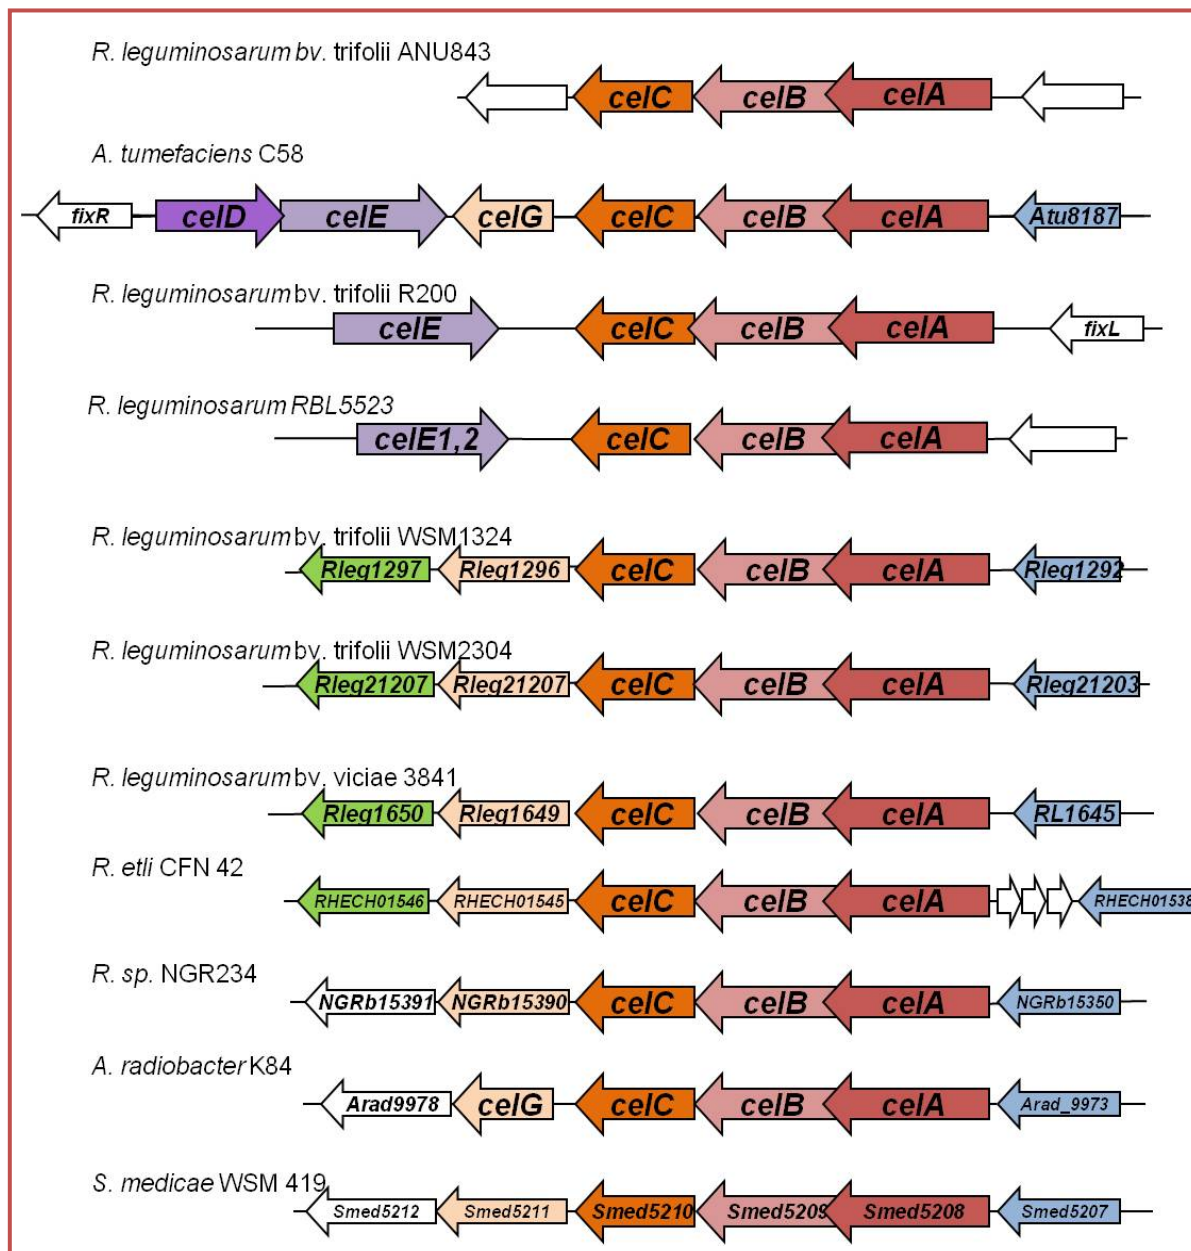 R. leguminosarum bv. trifolii ANU843
celC celB celA
A. tumefaciens C58
fixR celD celE celG celC celB celA Atu8187
R. leguminosarum bv. trifolii R200
celE celC celB celA fixL
R. leguminosarum RBL5523
celE1,2 celC celB celA
R. leguminosarum bv. trifolii WSM1324
Rleg1297 Rleg1296 celC celB celA Rleg1292
R. leguminosarum bv. trifolii WSM2304
Rleg21207 Rleg21207 celC celB celA Rleg21203
R. leguminosarum bv. viciae 3841
Rleg1650 Rleg1649 celC celB celA RL1645
R. etli CFN 42
RHECH01546 RHECH01545 celC celB celA RHECH01538
R. sp. NGR234
NGRb15391 NGRb15390 celC celB celA NGRb15350
A. radiobacter K84
Arad9978 celG celC celB celA Arad_9973
S. medicae WSM 419
Smed5212 Smed5211 Smed5210 Smed5209 Smed5208 Smed5207